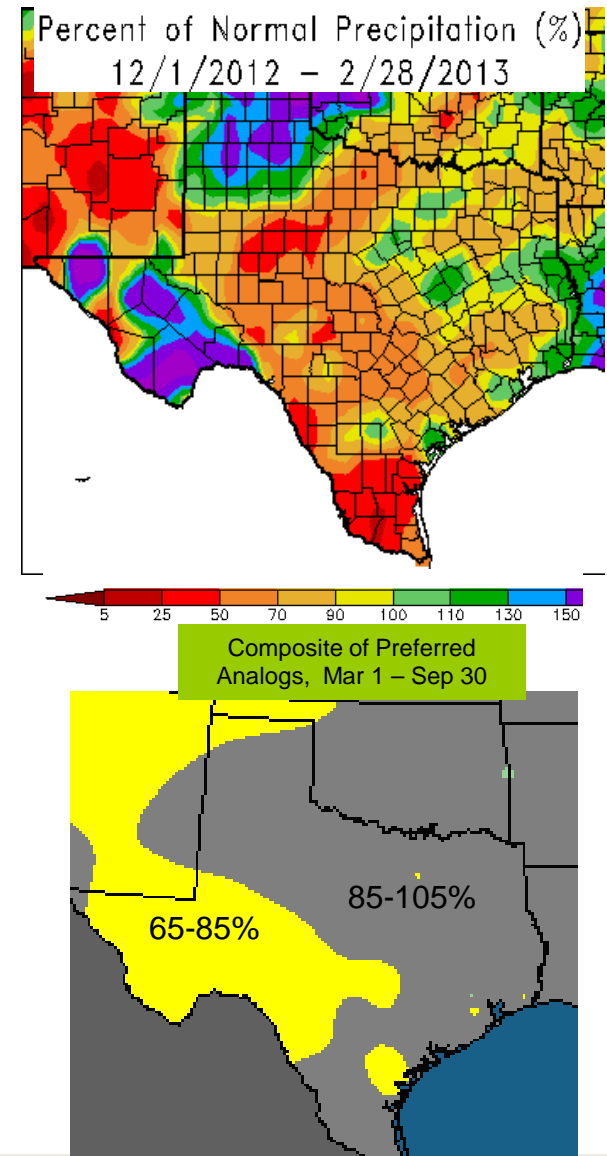 Percent of Normal Precipitation (%)
12/1/2012 – 2/28/2013
5 25 50 70 90 100 110 130 150
Composite of Preferred
Analogs, Mar 1 – Sep 30
85-105%
65-85%